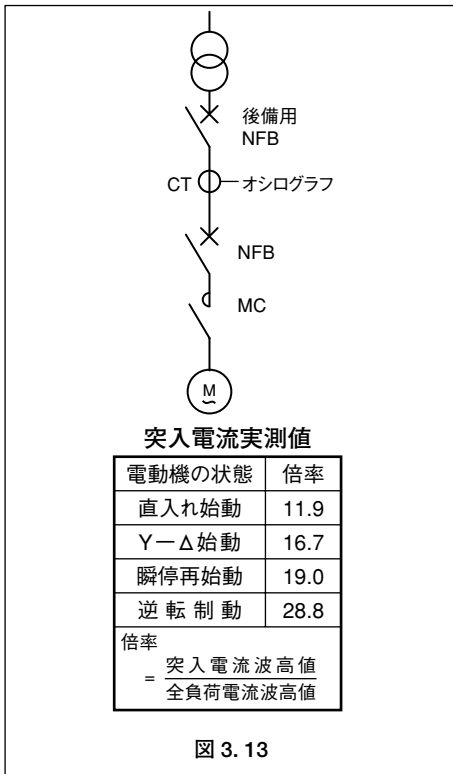 後備用
NFB
CT
オシログラフ
NFB
MC
M
突入電流実測値
電動機の状態 倍率
直入れ始動 11.9
Y－Δ始動 16.7
瞬停再始動 19.0
逆転制動 28.8
倍率
= 突入電流波高値
全負荷電流波高値
図 3. 13